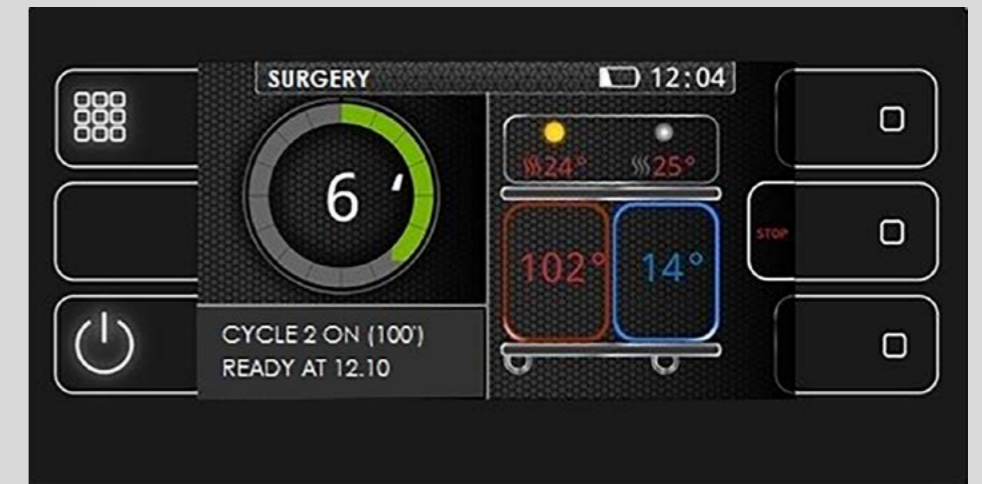 SURGERY 12:04
24° 25°
6 ‘
102° 14°
STOP
CYCLE 2 ON (100')
READY AT 12.10